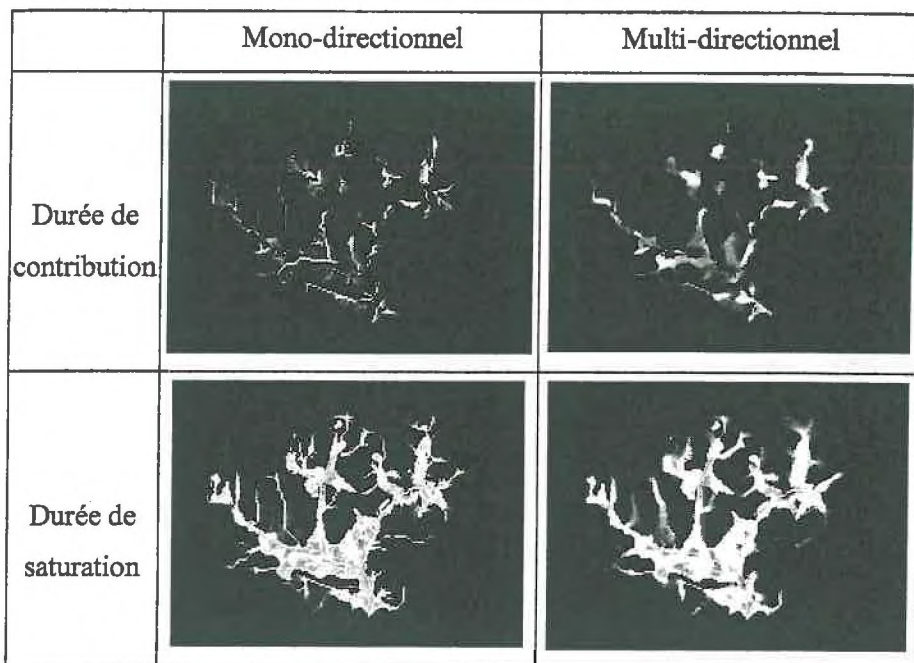 Mono-directionnel
Multi-directionnel
Durée de
contribution
Durée de
saturation